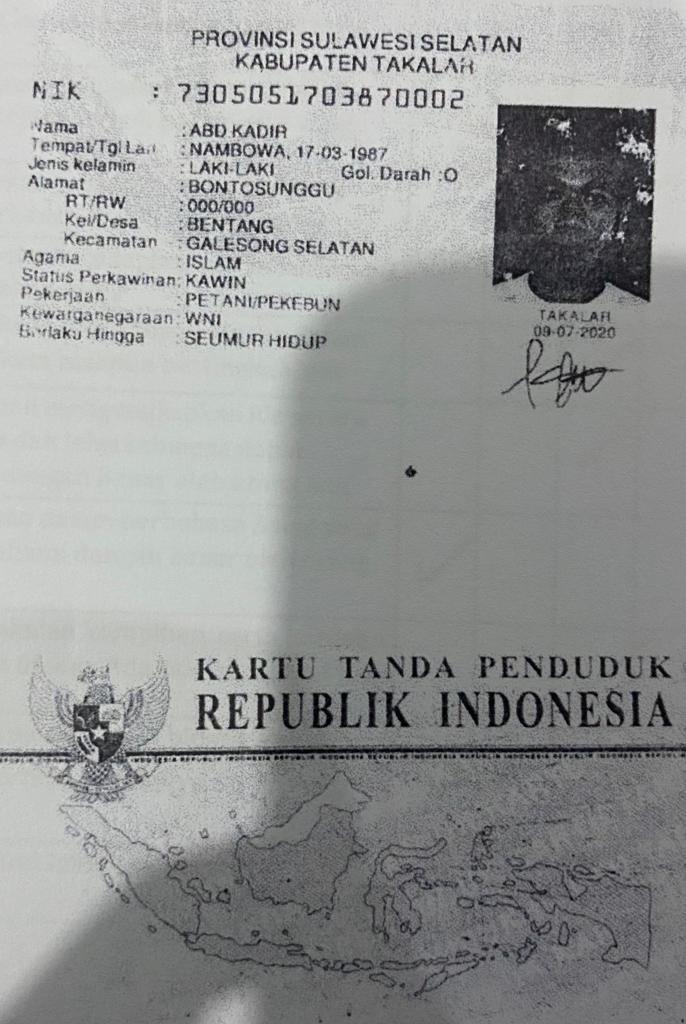 PROVINSI SULAWESI SELATAN
KABUPATEN TAKALAR
NIK : 7305051703870002
Nama : ABD.KADIR
Tempat/Tgl Lahir : NAMBOWA, 17-03-1987
Jenis kelamin : LAKI-LAKI Gol. Darah :O
Alamat : BONTOSUNGGU
RT/RW : 000/000
Kel/Desa : BENTANG
Kecamatan : GALESONG SELATAN
Agama : ISLAM
Status Perkawinan: KAWIN
Pekerjaan : PETANI/PEKEBUN
Kewarganegaraan: WNI
Berlaku Hingga : SEUMUR HIDUP
TAKALAR
09-07-2020
KARTU TANDA PENDUDUK
REPUBLIK INDONESIA